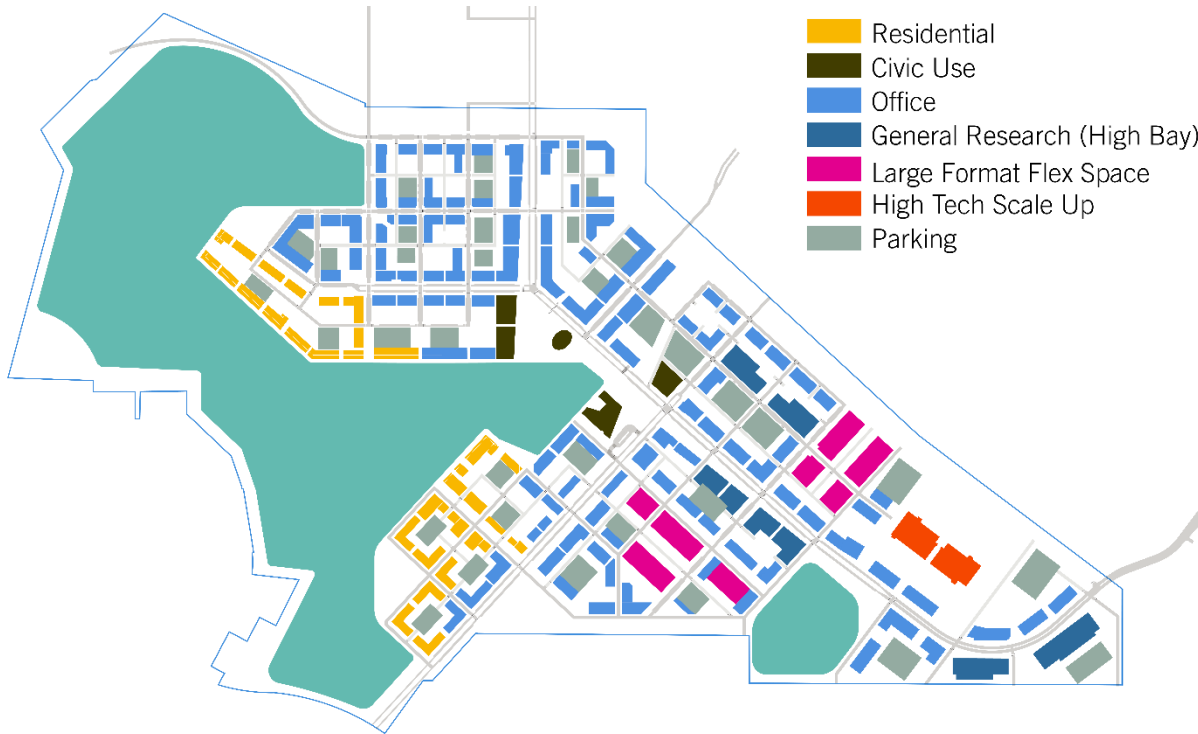 Residential
Civic Use
Office
General Research (High Bay)
Large Format Flex Space
High Tech Scale Up
Parking